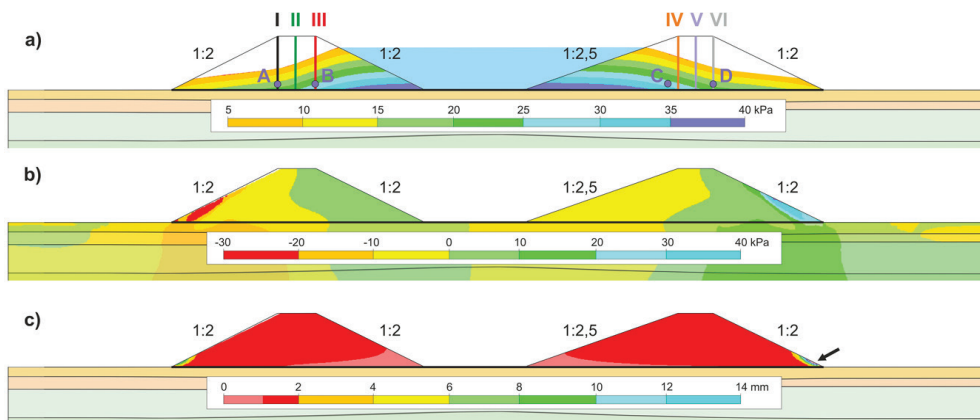 I II III IV V VI
a) 1:2 1:2 1:2,5 1:2
A B C D
5 10 15 20 25 30 35 40 kPa
b) 1:2 1:2 1:2,5 1:2
-30 -20 -10 0 10 20 30 40 kPa
c) 1:2 1:2 1:2,5 1:2
0 2 4 6 8 10 12 14 mm